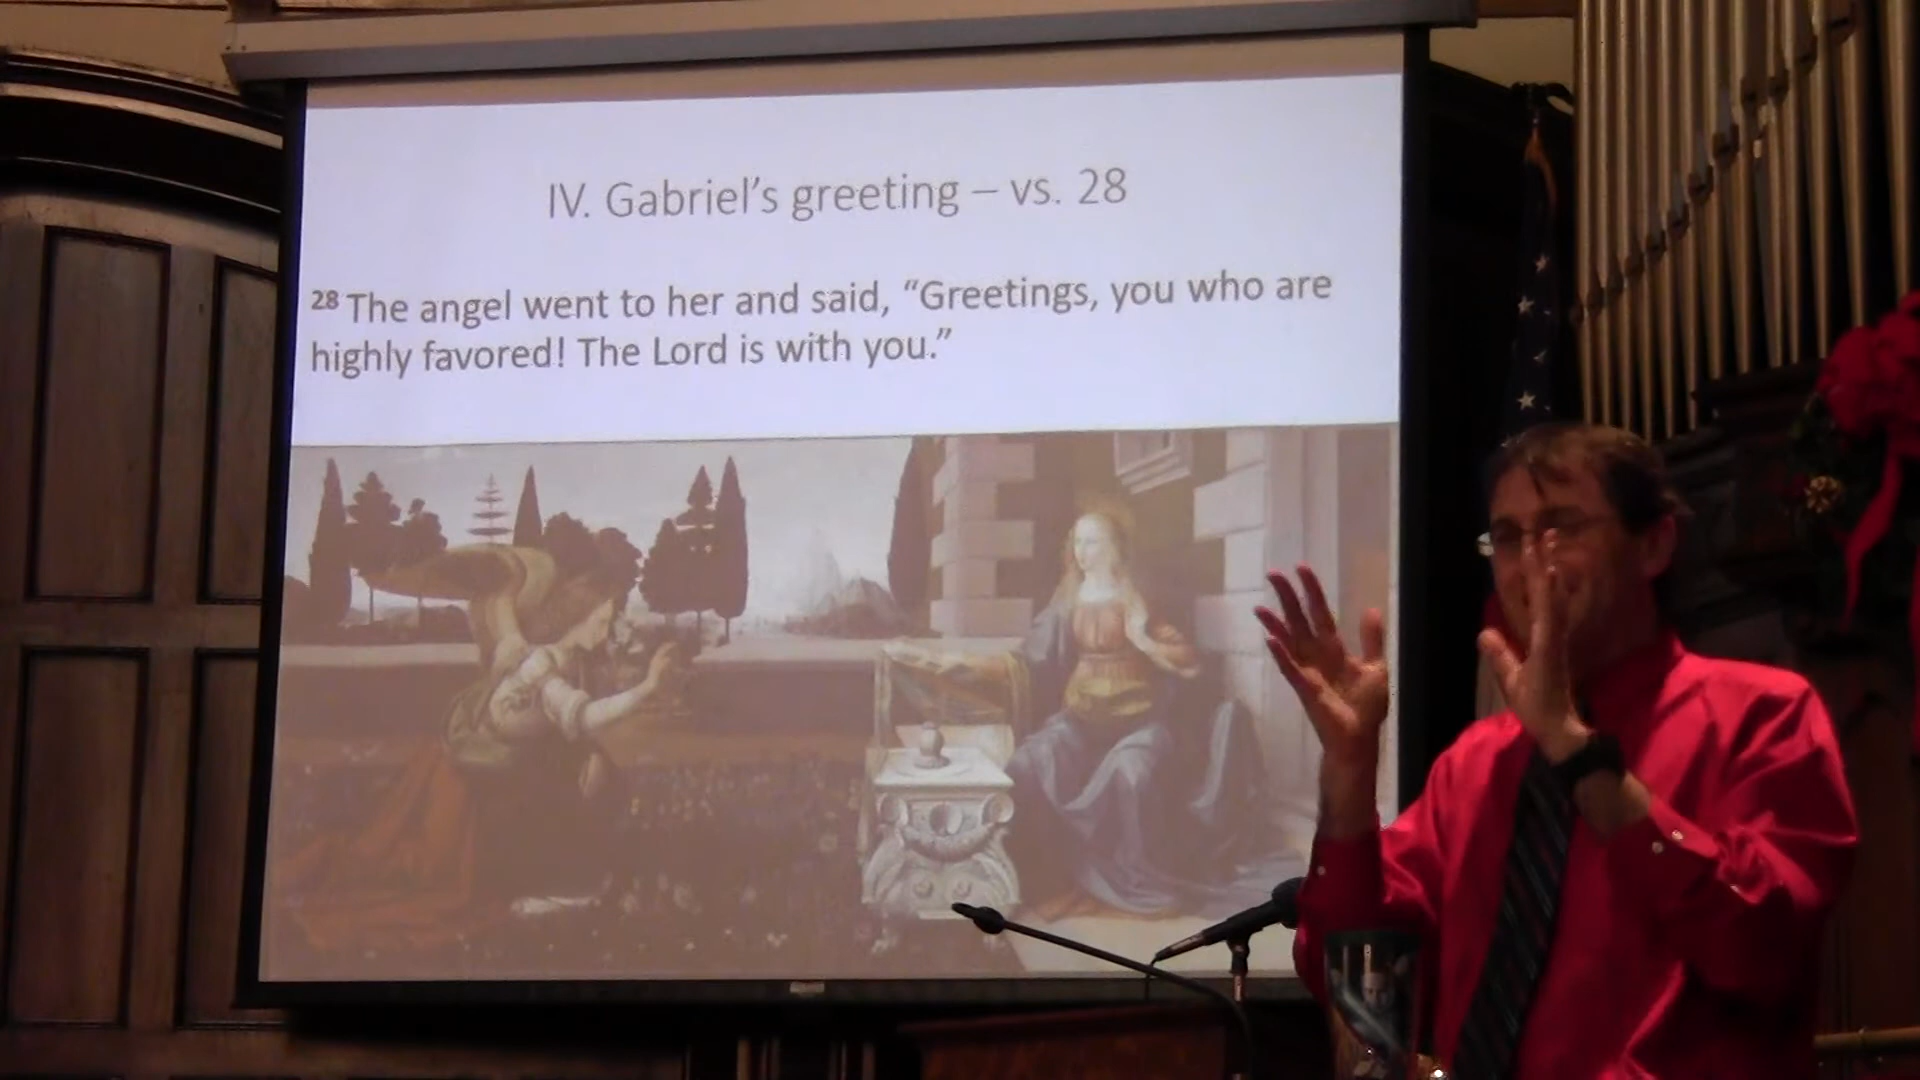 IV. Gabriel’s greeting – vs. 28
28 The angel went to her and said, “Greetings, you who are
highly favored! The Lord is with you.”